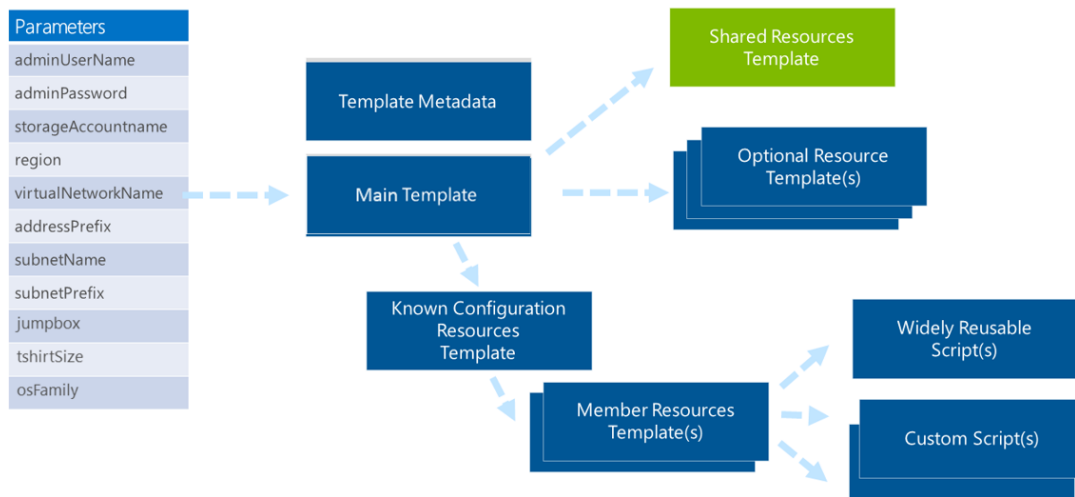 Parameters
adminUserName
adminPassword
storageAccountname
region
virtualNetworkName
addressPrefix
subnetName
subnetPrefix
jumpbox
tshirtSize
osFamily
Template Metadata
Main Template
Shared Resources
Template
Optional Resource
Template(s)
Known Configuration
Resources
Template
Member Resources
Template(s)
Widely Reusable
Script(s)
Custom Script(s)